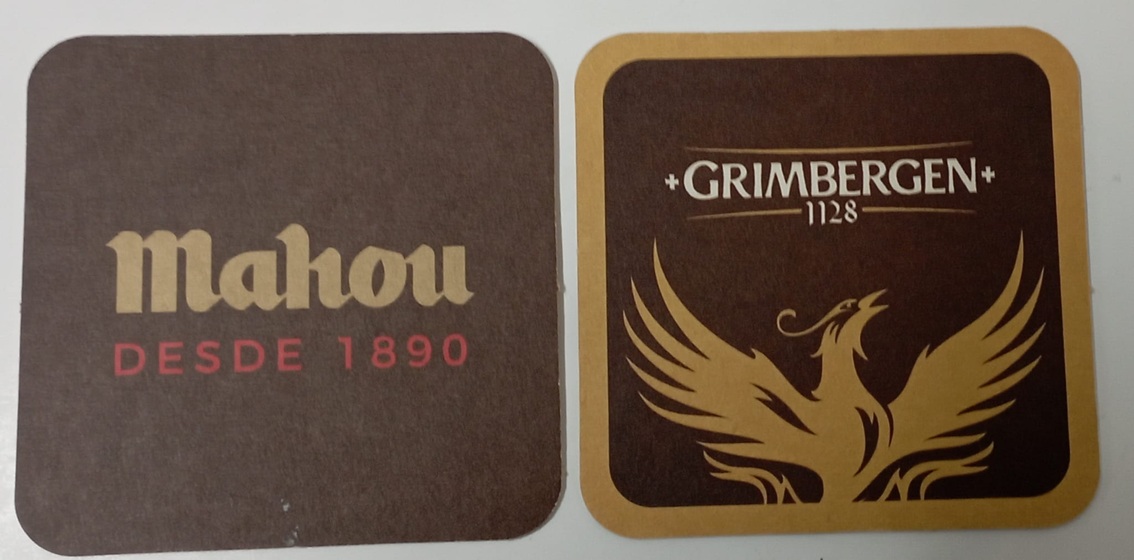 Mahou
DESDE 1890
+GRIMBERGEN+
1128